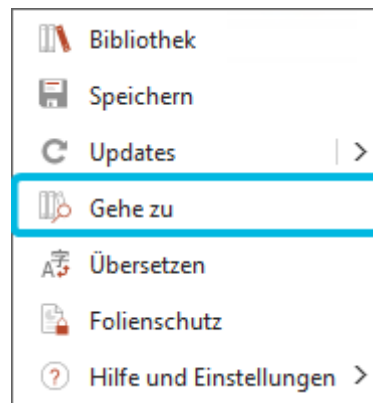 Bibliothek
Speichern
Updates
Gehe zu
Übersetzen
Folienschutz
Hilfe und Einstellungen